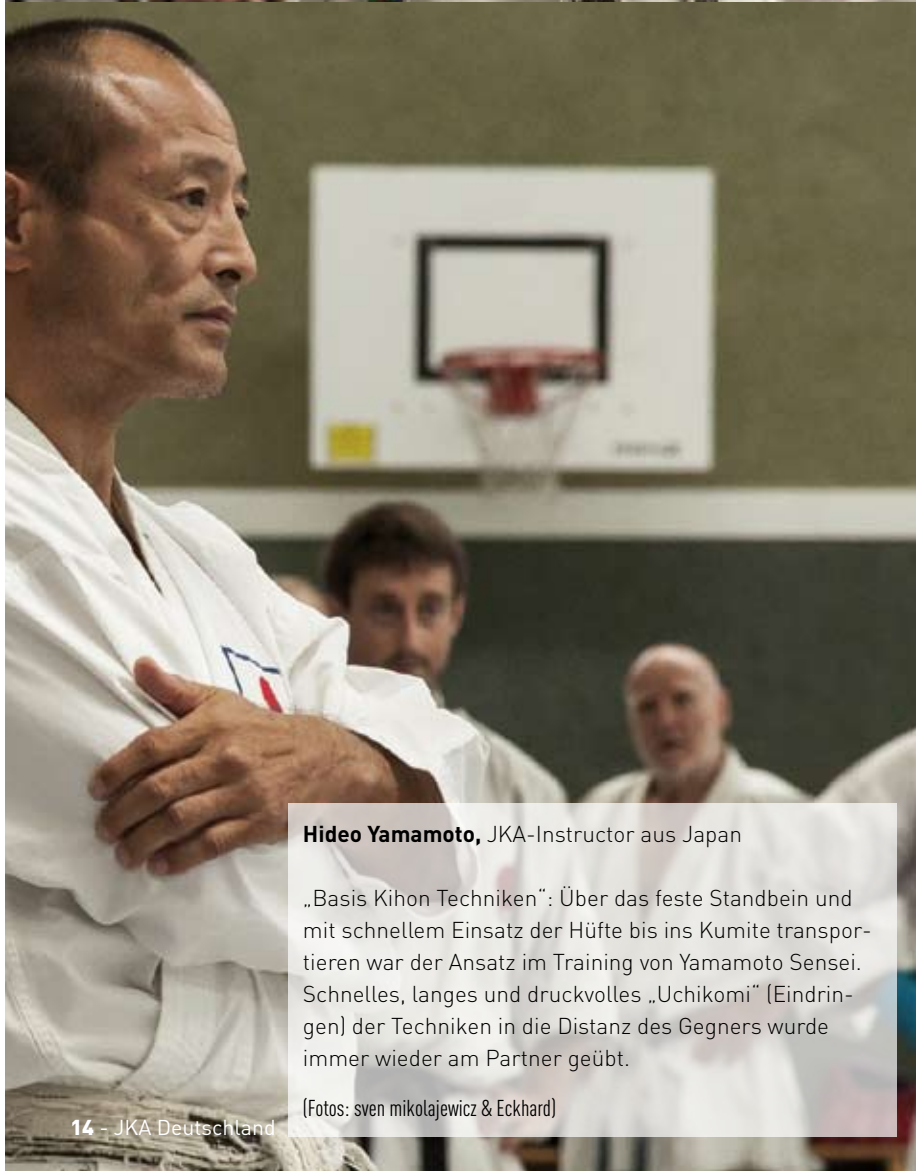 Hideo Yamamoto, JKA-Instructor aus Japan
„Basis Kihon Techniken“: Über das feste Standbein und
mit schnellem Einsatz der Hüfte bis ins Kumite transpor-
tieren war der Ansatz im Training von Yamamoto Sensei.
Schnelles, langes und druckvolles „Uchikomi“ (Eindrin-
gen) der Techniken in die Distanz des Gegners wurde
immer wieder am Partner geübt.
(Fotos: sven mikolajewicz & Eckhard)
14 - JKA Deutschland